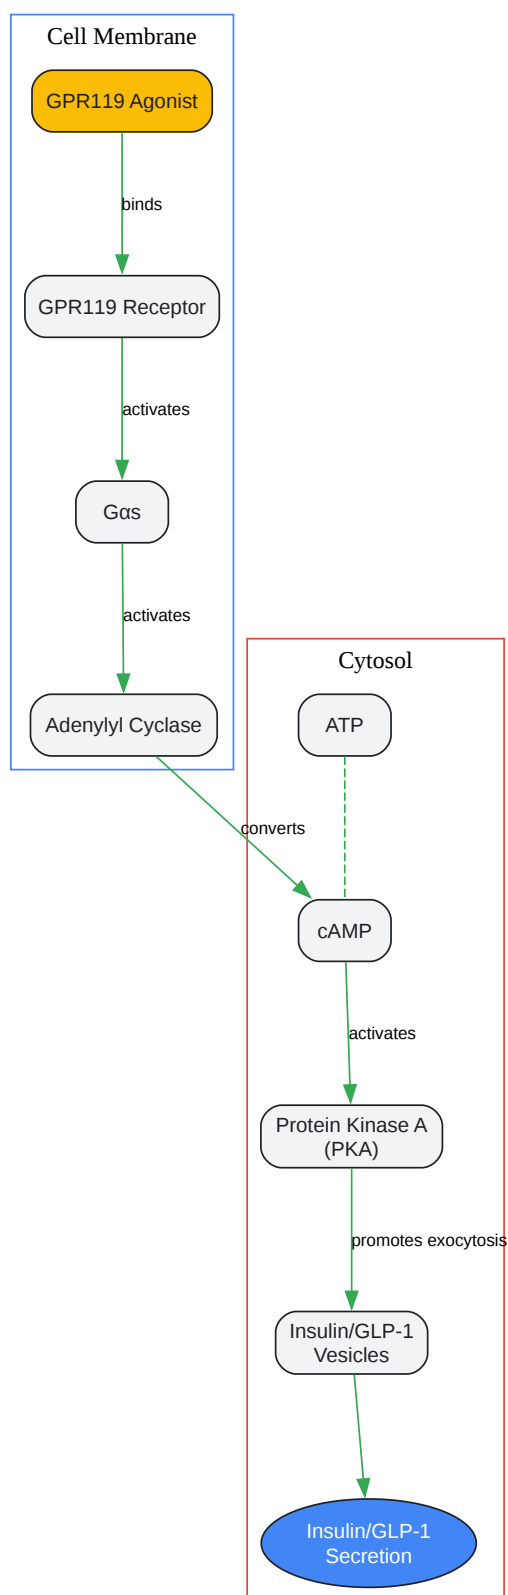 Cell Membrane
GPR119 Agonist
binds
GPR119 Receptor
activates
Gαs
activates
Adenylyl Cyclase
Cytosol
ATP
converts
cAMP
activates
Protein Kinase A
(PKA)
promotes exocytosis
Insulin/GLP-1
Vesicles
Insulin/GLP-1
Secretion